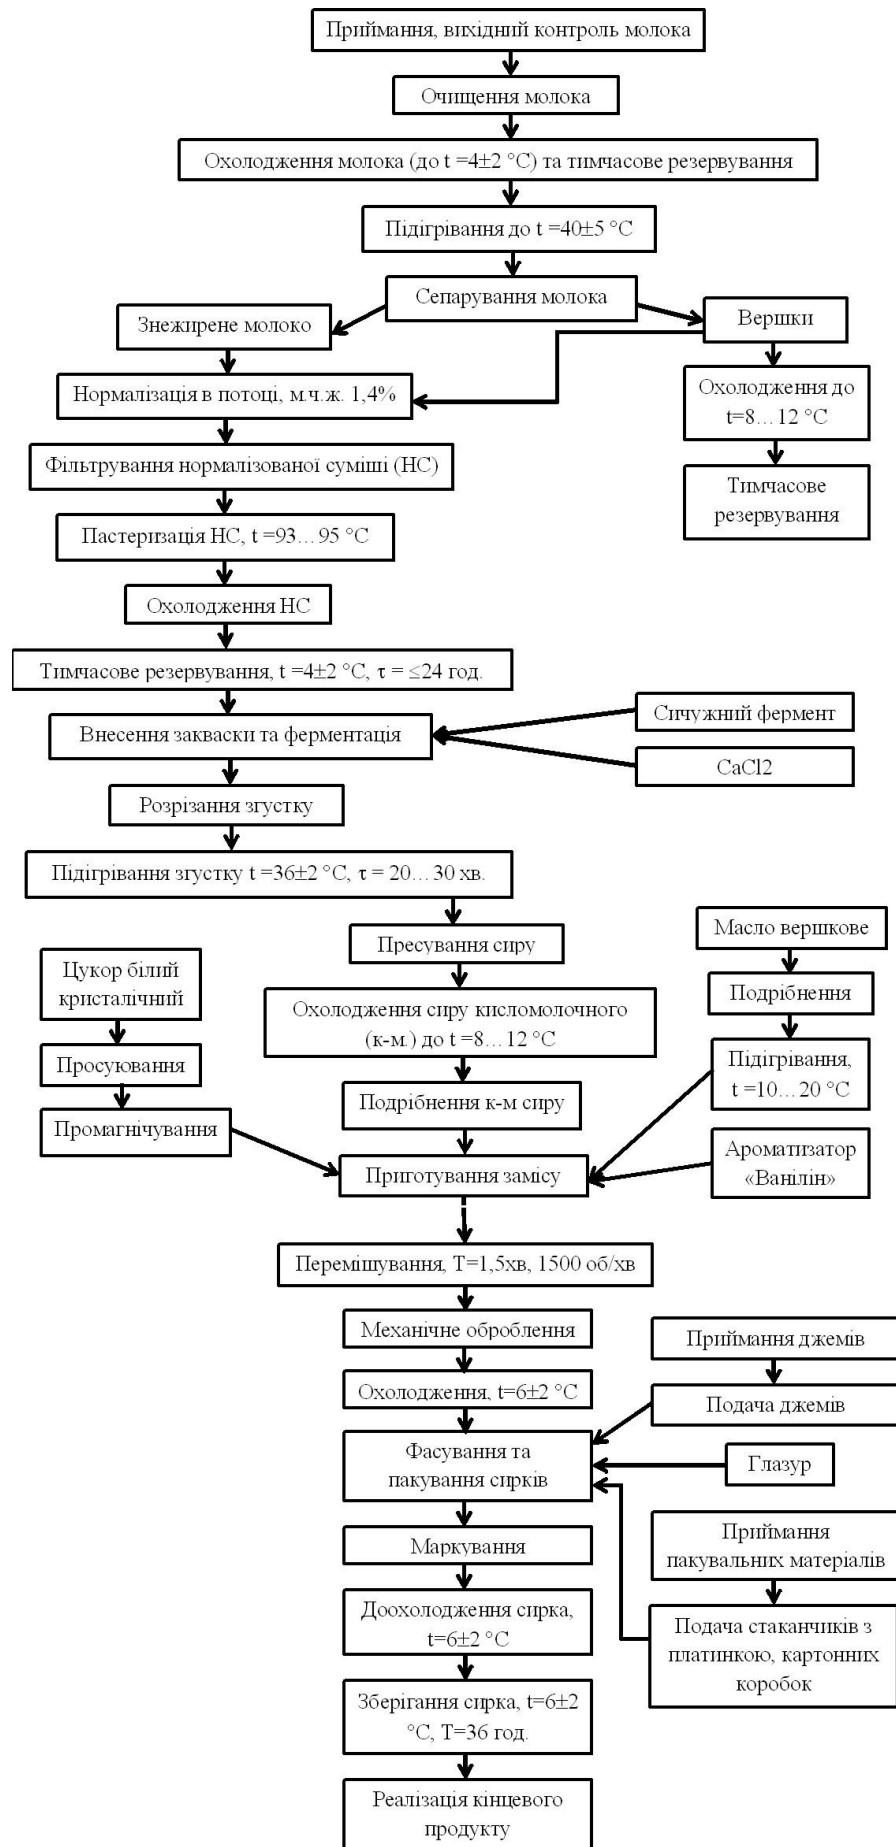 Приймання, вихідний контроль молока
Очищення молока
Охолодження молока (до t =4±2 °C) та тимчасове резервування
Підігрівання до t =40±5 °C
Сепарування молока
Знежирене молоко
Вершки
Нормалізація в потоці, м.ч.ж. 1,4%
Охолодження до
t=8…12 °C
Фільтрування нормалізованої суміші (НС)
Тимчасове
резервування
Пастеризація НС, t =93…95 °C
Охолодження НС
Тимчасове резервування, t =4±2 °C, τ = ≤24 год.
Сичужний фермент
Внесення закваски та ферментація
CaCl2
Розрізання згустку
Підігрівання згустку t =36±2 °C, τ = 20…30 хв.
Масло вершкове
Пресування сиру
Цукор білий
кристалічний
Подрібнення
Охолодження сиру кисломолочного
(к-м.) до t =8…12 °C
Просуювання
Підігрівання,
t =10…20 °C
Подрібнення к-м сиру
Промагнічування
Ароматизатор
«Ванілін»
Приготування замісу
Перемішування, T=1,5хв, 1500 об/хв
Механічне оброблення
Приймання джемів
Охолодження, t=6±2 °C
Подача джемів
Фасування та
пакування сирків
Глазур
Маркування
Приймання
пакувальних матеріалів
Доохолодження сирка,
t=6±2 °C
Подача стаканчиків з
платинкою, картонних
коробок
Зберігання сирка, t=6±2
°C, T=36 год.
Реалізація кінцевого
продукту